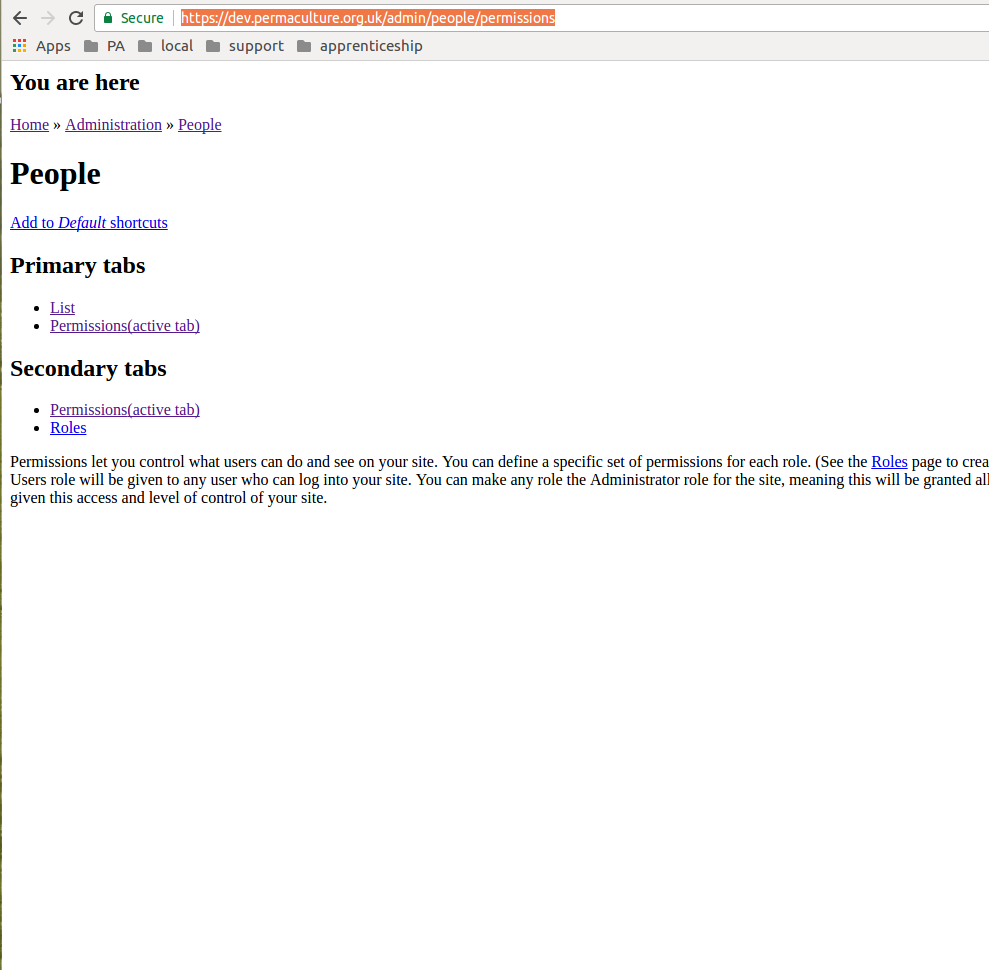 Secure https://dev.permaculture.org.uk/admin/people/permissions
Apps PA local support apprenticeship
You are here
Home » Administration » People
People
Add to Default shortcuts
Primary tabs
List
Permissions(active tab)
Secondary tabs
Permissions(active tab)
Roles
Permissions let you control what users can do and see on your site. You can define a specific set of permissions for each role. (See the Roles page to crea
Users role will be given to any user who can log into your site. You can make any role the Administrator role for the site, meaning this will be granted all
given this access and level of control of your site.